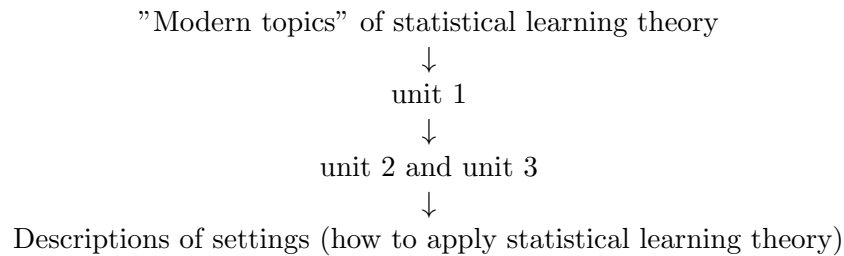 ”Modern topics” of statistical learning theory
↓
unit 1
↓
unit 2 and unit 3
↓
Descriptions of settings (how to apply statistical learning theory)